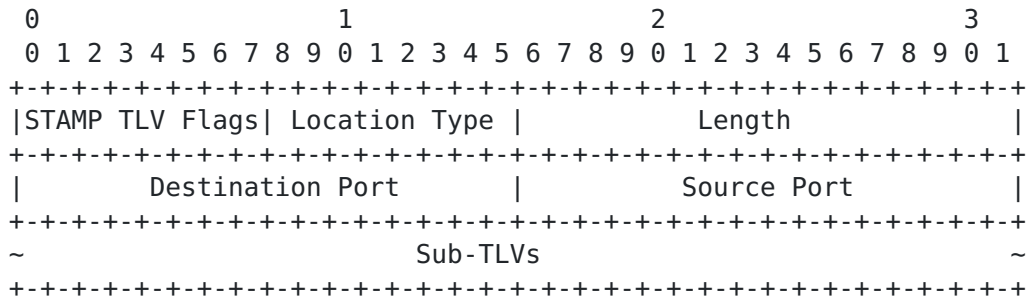 0                   1                   2                   3
 0 1 2 3 4 5 6 7 8 9 0 1 2 3 4 5 6 7 8 9 0 1 2 3 4 5 6 7 8 9 0 1
+-+-+-+-+-+-+-+-+-+-+-+-+-+-+-+-+-+-+-+-+-+-+-+-+-+-+-+-+-+-+-+-+
|STAMP TLV Flags| Location Type |           Length              |
+-+-+-+-+-+-+-+-+-+-+-+-+-+-+-+-+-+-+-+-+-+-+-+-+-+-+-+-+-+-+-+-+
|        Destination Port       |          Source Port          |
+-+-+-+-+-+-+-+-+-+-+-+-+-+-+-+-+-+-+-+-+-+-+-+-+-+-+-+-+-+-+-+-+
~                         Sub-TLVs                              ~
+-+-+-+-+-+-+-+-+-+-+-+-+-+-+-+-+-+-+-+-+-+-+-+-+-+-+-+-+-+-+-+-+